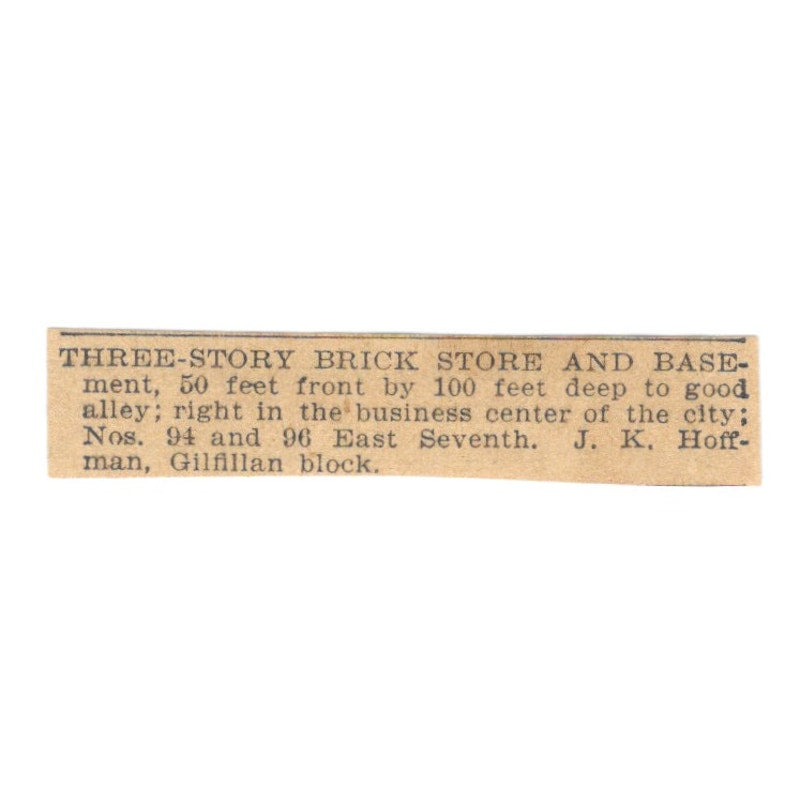 THREE-STORY BRICK STORE AND BASE-
ment, 50 feet front by 100 feet deep to good
alley; right in the business center of the city;
Nos. 94 and 96 East Seventh. J. K. Hoff-
man, Gilfillan block.